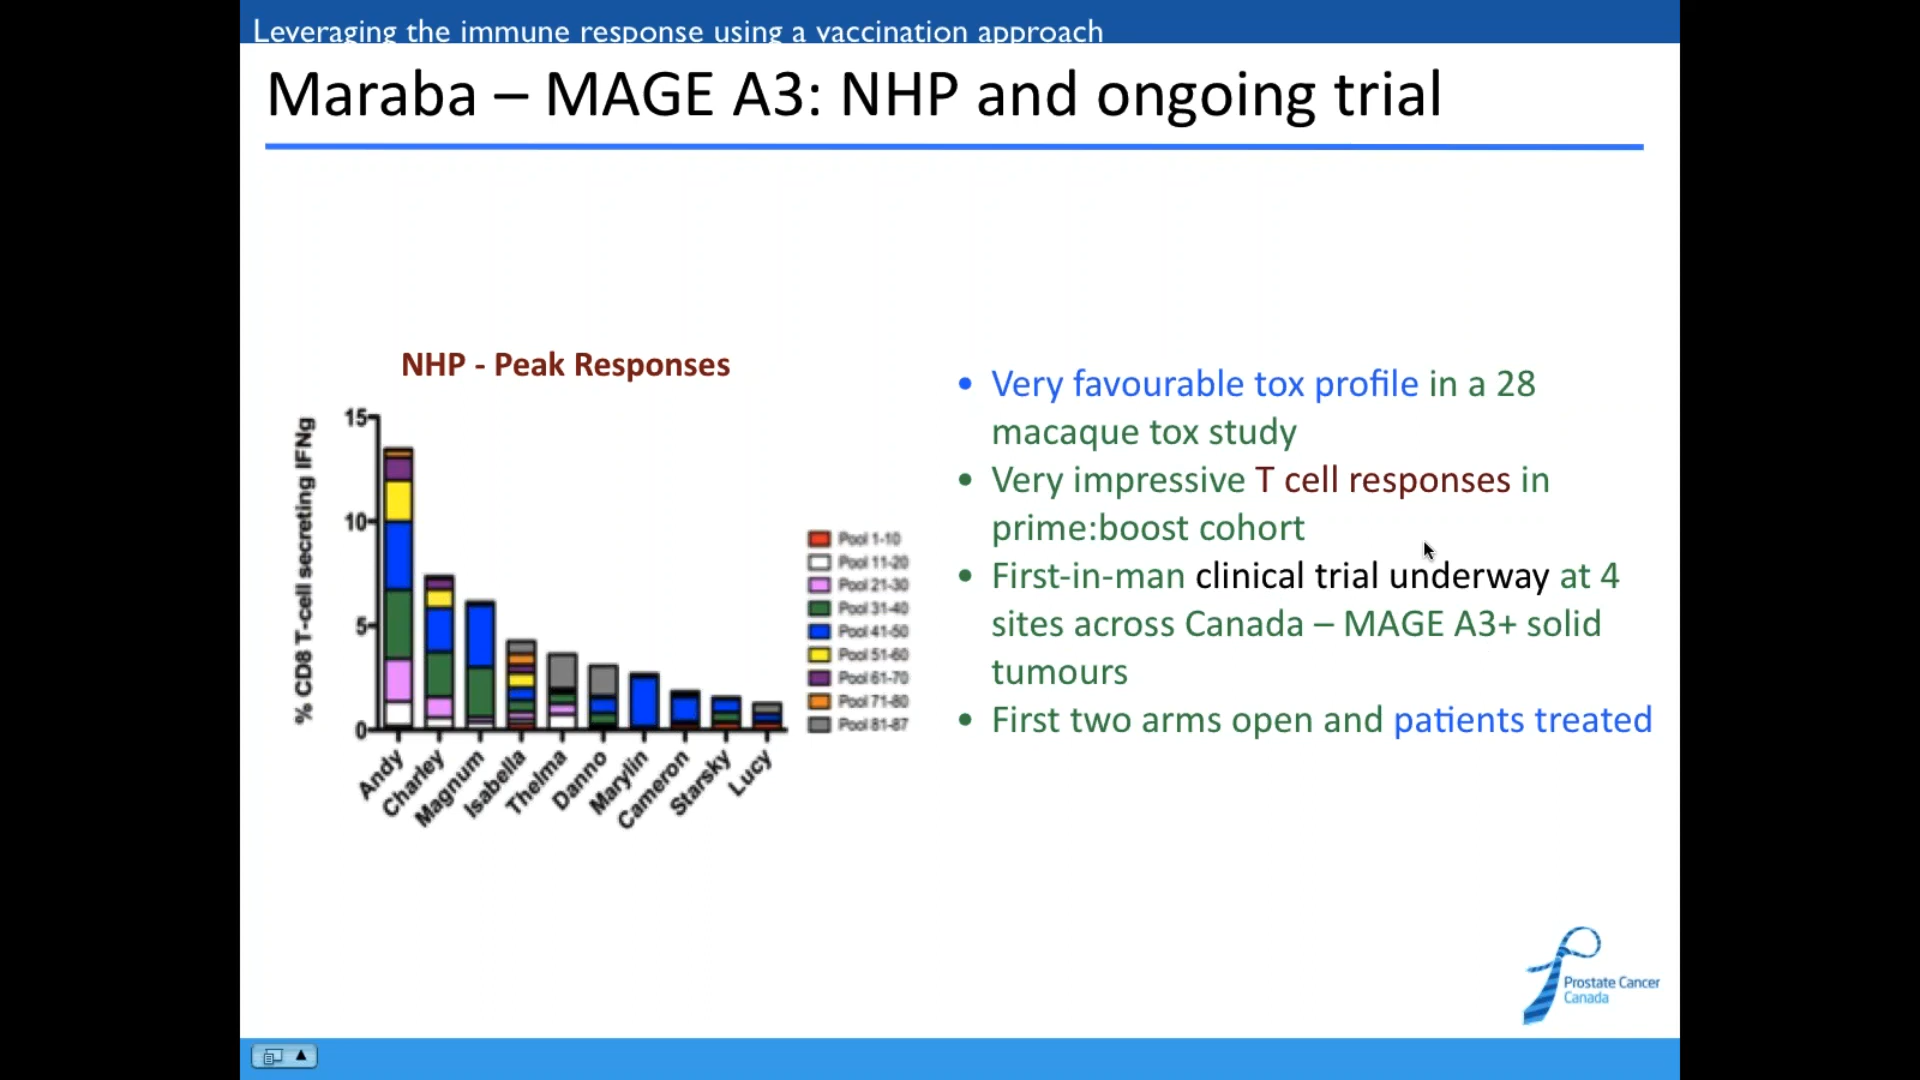 Leveraging the immune response using a vaccination approach
Maraba – MAGE A3: NHP and ongoing trial
NHP - Peak Responses
% CD8 T-cell secreting IFNg
15
10
5
0
Andy
Charley
Magnum
Isabella
Thelma
Danno
Marylin
Cameron
Starsky
Lucy
Pool 1-10
Pool 11-20
Pool 21-30
Pool 31-40
Pool 41-50
Pool 51-60
Pool 61-70
Pool 71-80
Pool 81-87
• Very favourable tox profile in a 28
macaque tox study
• Very impressive T cell responses in
prime:boost cohort
• First-in-man clinical trial underway at 4
sites across Canada – MAGE A3+ solid
tumours
• First two arms open and patients treated
Prostate Cancer
Canada